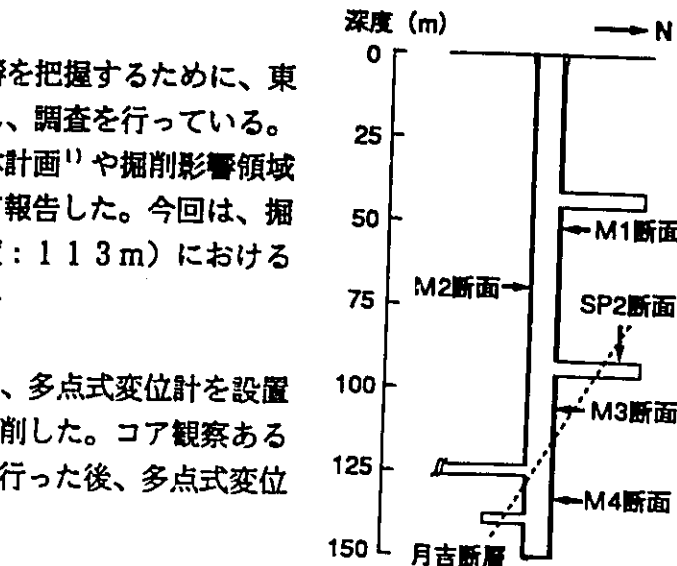 響を把握するために、東
、調査を行っている。
体計画¹⁾や掘削影響領域
報告した。今回は、掘
:113m)における
、多点式変位計を設置
削した。コア観察ある
行った後、多点式変位
深度(m)
N
0
25
50
75
100
125
150
M1断面
M2断面
SP2断面
M3断面
M4断面
月吉断層